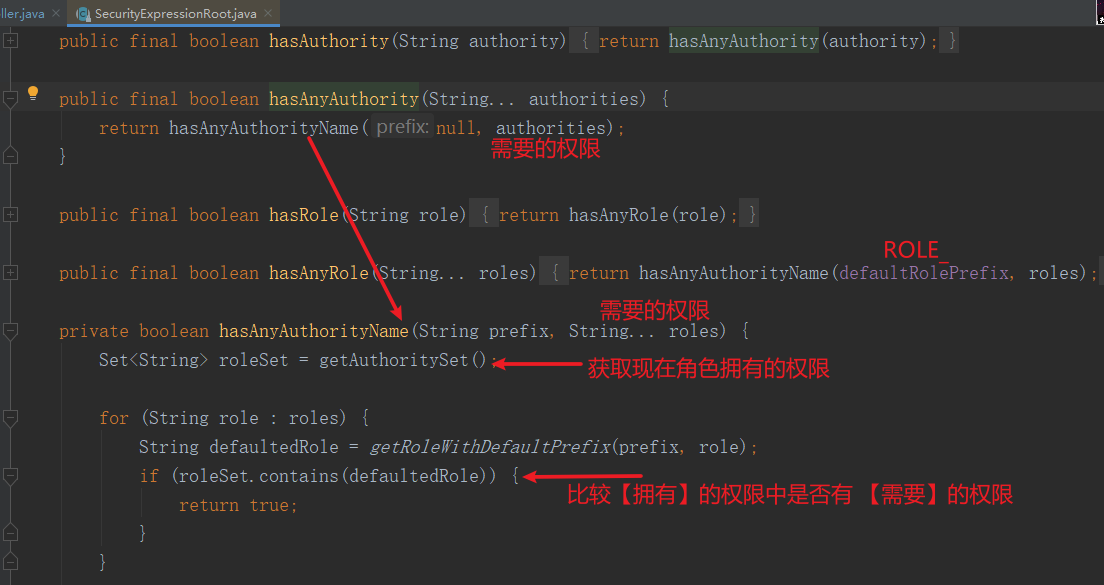 ller.java × SecurityExpressionRoot.java ×
public final boolean hasAuthority(String authority) { return hasAnyAuthority(authority); }
public final boolean hasAnyAuthority(String... authorities) {
return hasAnyAuthorityName( prefix: null, authorities);
需要的权限
}
public final boolean hasRole(String role) { return hasAnyRole(role); }
ROLE_
public final boolean hasAnyRole(String... roles) { return hasAnyAuthorityName(defaultRolePrefix, roles);
需要的权限
private boolean hasAnyAuthorityName(String prefix, String... roles) {
Set<String> roleSet = getAuthoritySet();
获取现在角色拥有的权限
for (String role : roles) {
String defaultedRole = getRoleWithDefaultPrefix(prefix, role);
if (roleSet.contains(defaultedRole)) {
比较【拥有】的权限中是否有 【需要】的权限
return true;
}
}